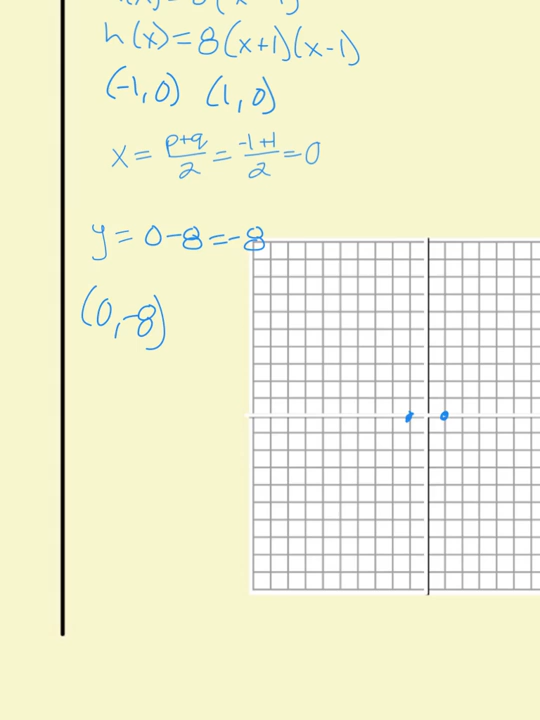 h(x) = 8(x+1)(x-1)
(-1,0) (1,0)
x = p+q/2 = -1+1/2 = 0
y = 0-8 = -8
(0,-8)